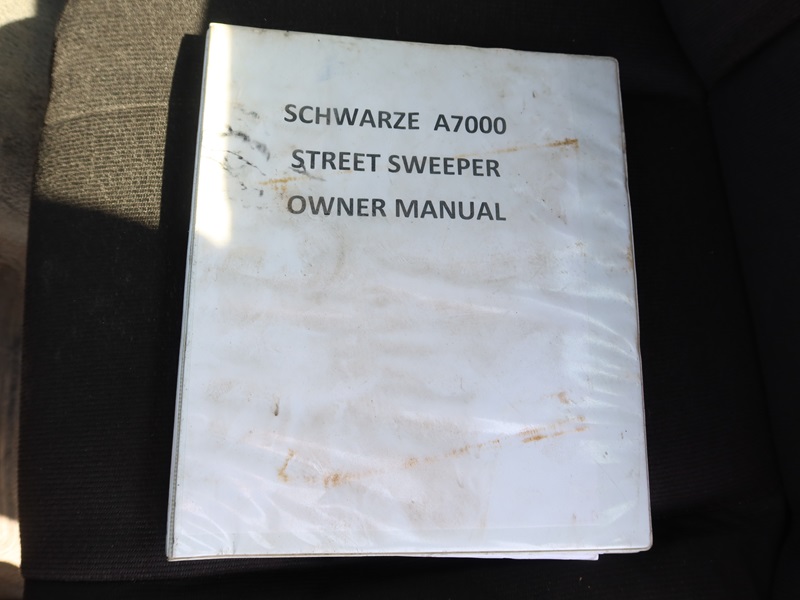 SCHWARZE A7000
STREET SWEEPER
OWNER MANUAL